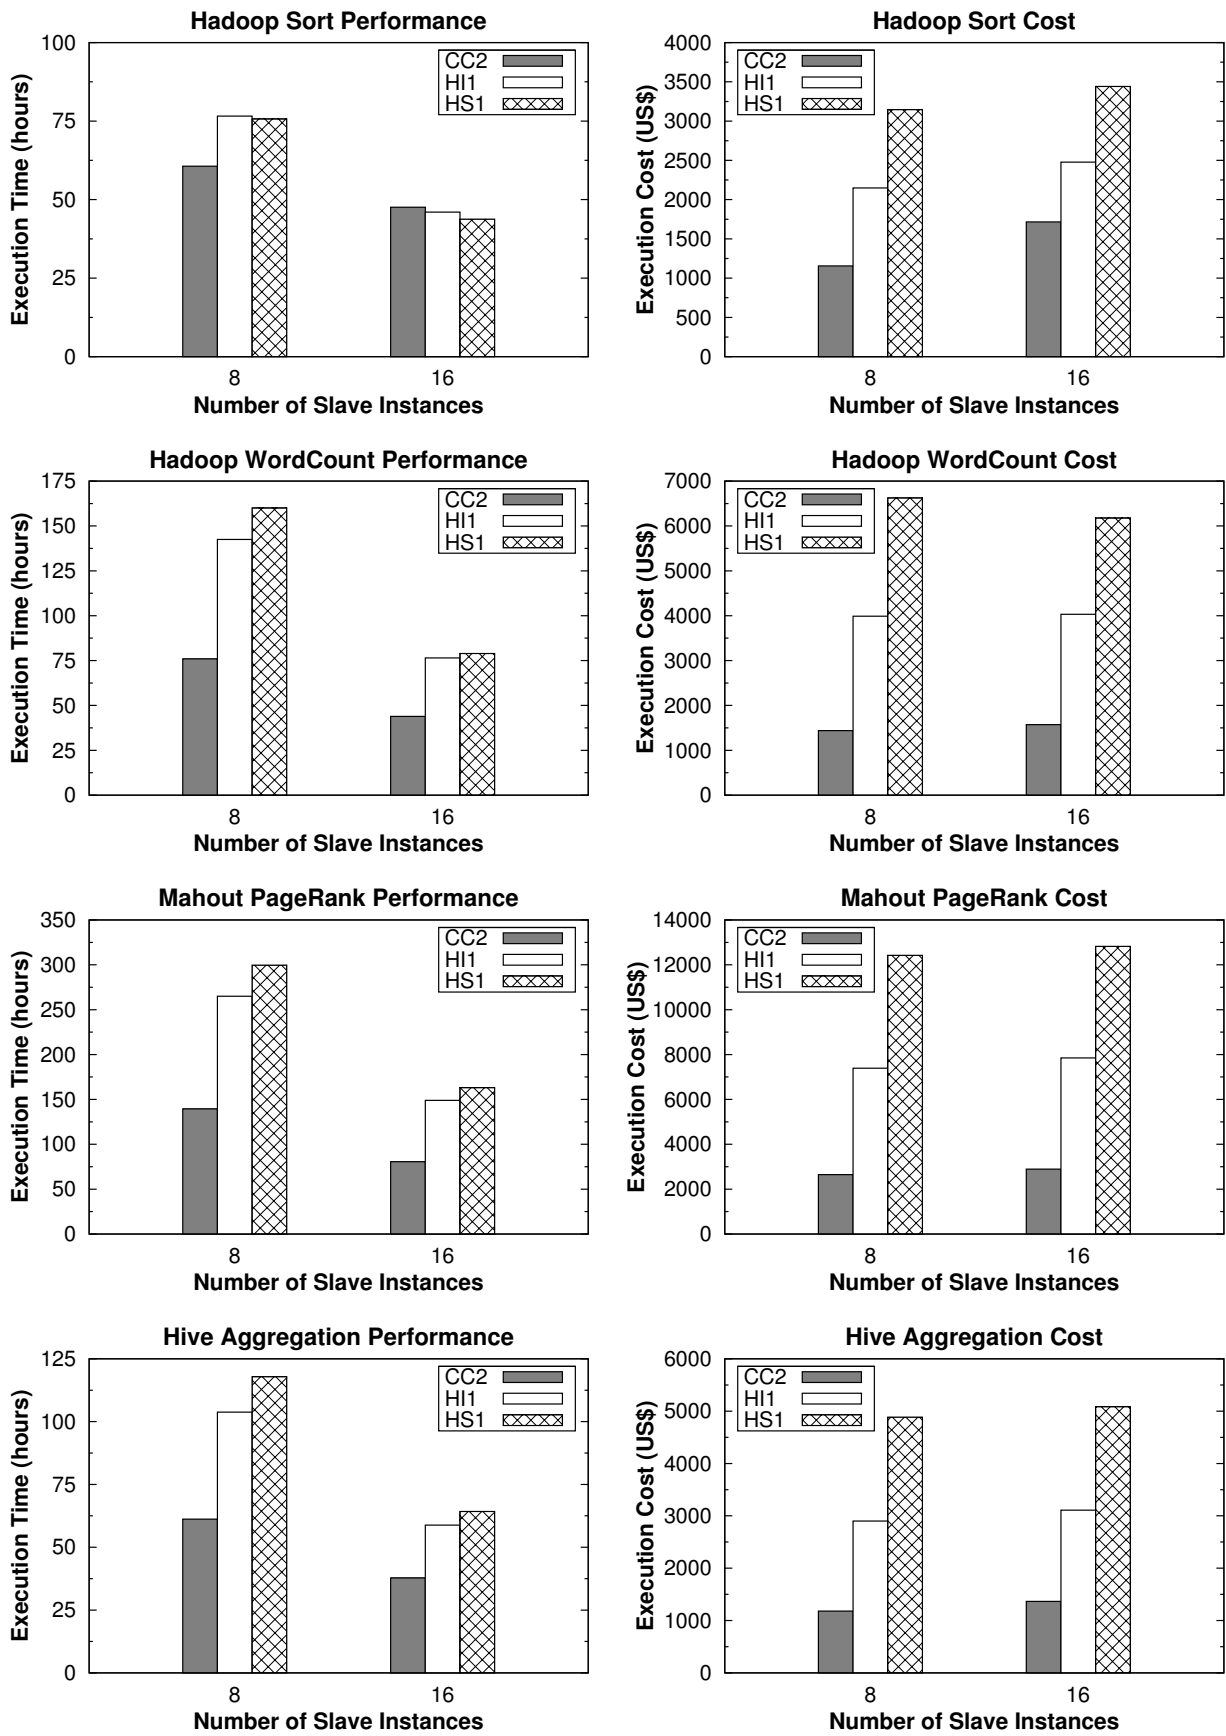 Hadoop Sort Performance
Execution Time (hours)
100
75
50
25
0
CC2
HI1
HS1
8 16
Number of Slave Instances
Hadoop Sort Cost
Execution Cost (US$)
4000
3500
3000
2500
2000
1500
1000
500
0
CC2
HI1
HS1
8 16
Number of Slave Instances
Hadoop WordCount Performance
Execution Time (hours)
175
150
125
100
75
50
25
0
CC2
HI1
HS1
8 16
Number of Slave Instances
Hadoop WordCount Cost
Execution Cost (US$)
7000
6000
5000
4000
3000
2000
1000
0
CC2
HI1
HS1
8 16
Number of Slave Instances
Mahout PageRank Performance
Execution Time (hours)
350
300
250
200
150
100
50
0
CC2
HI1
HS1
8 16
Number of Slave Instances
Mahout PageRank Cost
Execution Cost (US$)
14000
12000
10000
8000
6000
4000
2000
0
CC2
HI1
HS1
8 16
Number of Slave Instances
Hive Aggregation Performance
Execution Time (hours)
125
100
75
50
25
0
CC2
HI1
HS1
8 16
Number of Slave Instances
Hive Aggregation Cost
Execution Cost (US$)
6000
5000
4000
3000
2000
1000
0
CC2
HI1
HS1
8 16
Number of Slave Instances